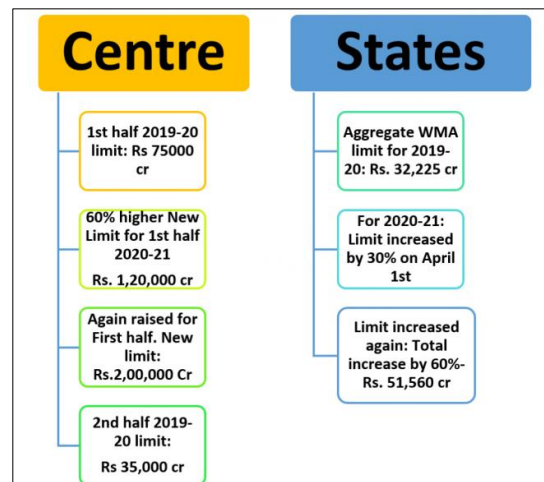 Centre
1st half 2019-20
limit: Rs 75000
cr
60% higher New
Limit for 1st half
2020-21
Rs. 1,20,000 cr
Again raised for
First half. New
limit:
Rs.2,00,000 Cr
2nd half 2019-
20 limit:
Rs 35,000 cr
States
Aggregate WMA
limit for 2019-
20: Rs. 32,225 cr
For 2020-21:
Limit increased
by 30% on April
1st
Limit increased
again: Total
increase by 60%-
Rs. 51,560 cr